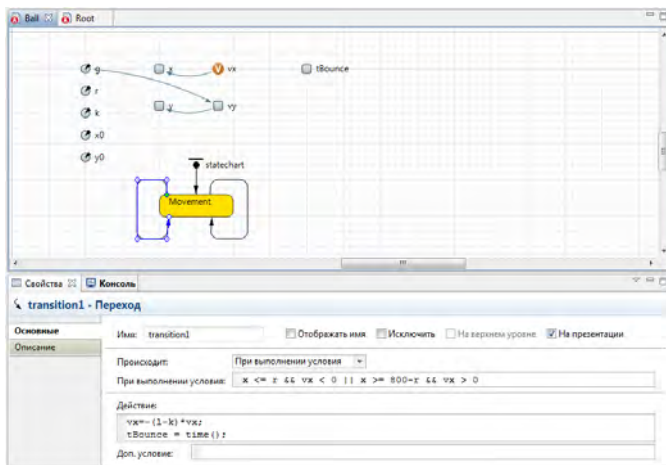 Ball Root
g x vx tBounce
r
k y vy
x0
y0
statechart
Movement
Свойства Консоль
transition1 - Переход
Основные
Описание
Имя: transition1 Отображать имя Исключить На верхнем уровне На презентации
Происходит: При выполнении условия
При выполнении условия: x <= r && vx < 0 || x >= 800-r && vx > 0
Действие:
vx=-(1-k)*vx;
tBounce = time();
Доп. условие: